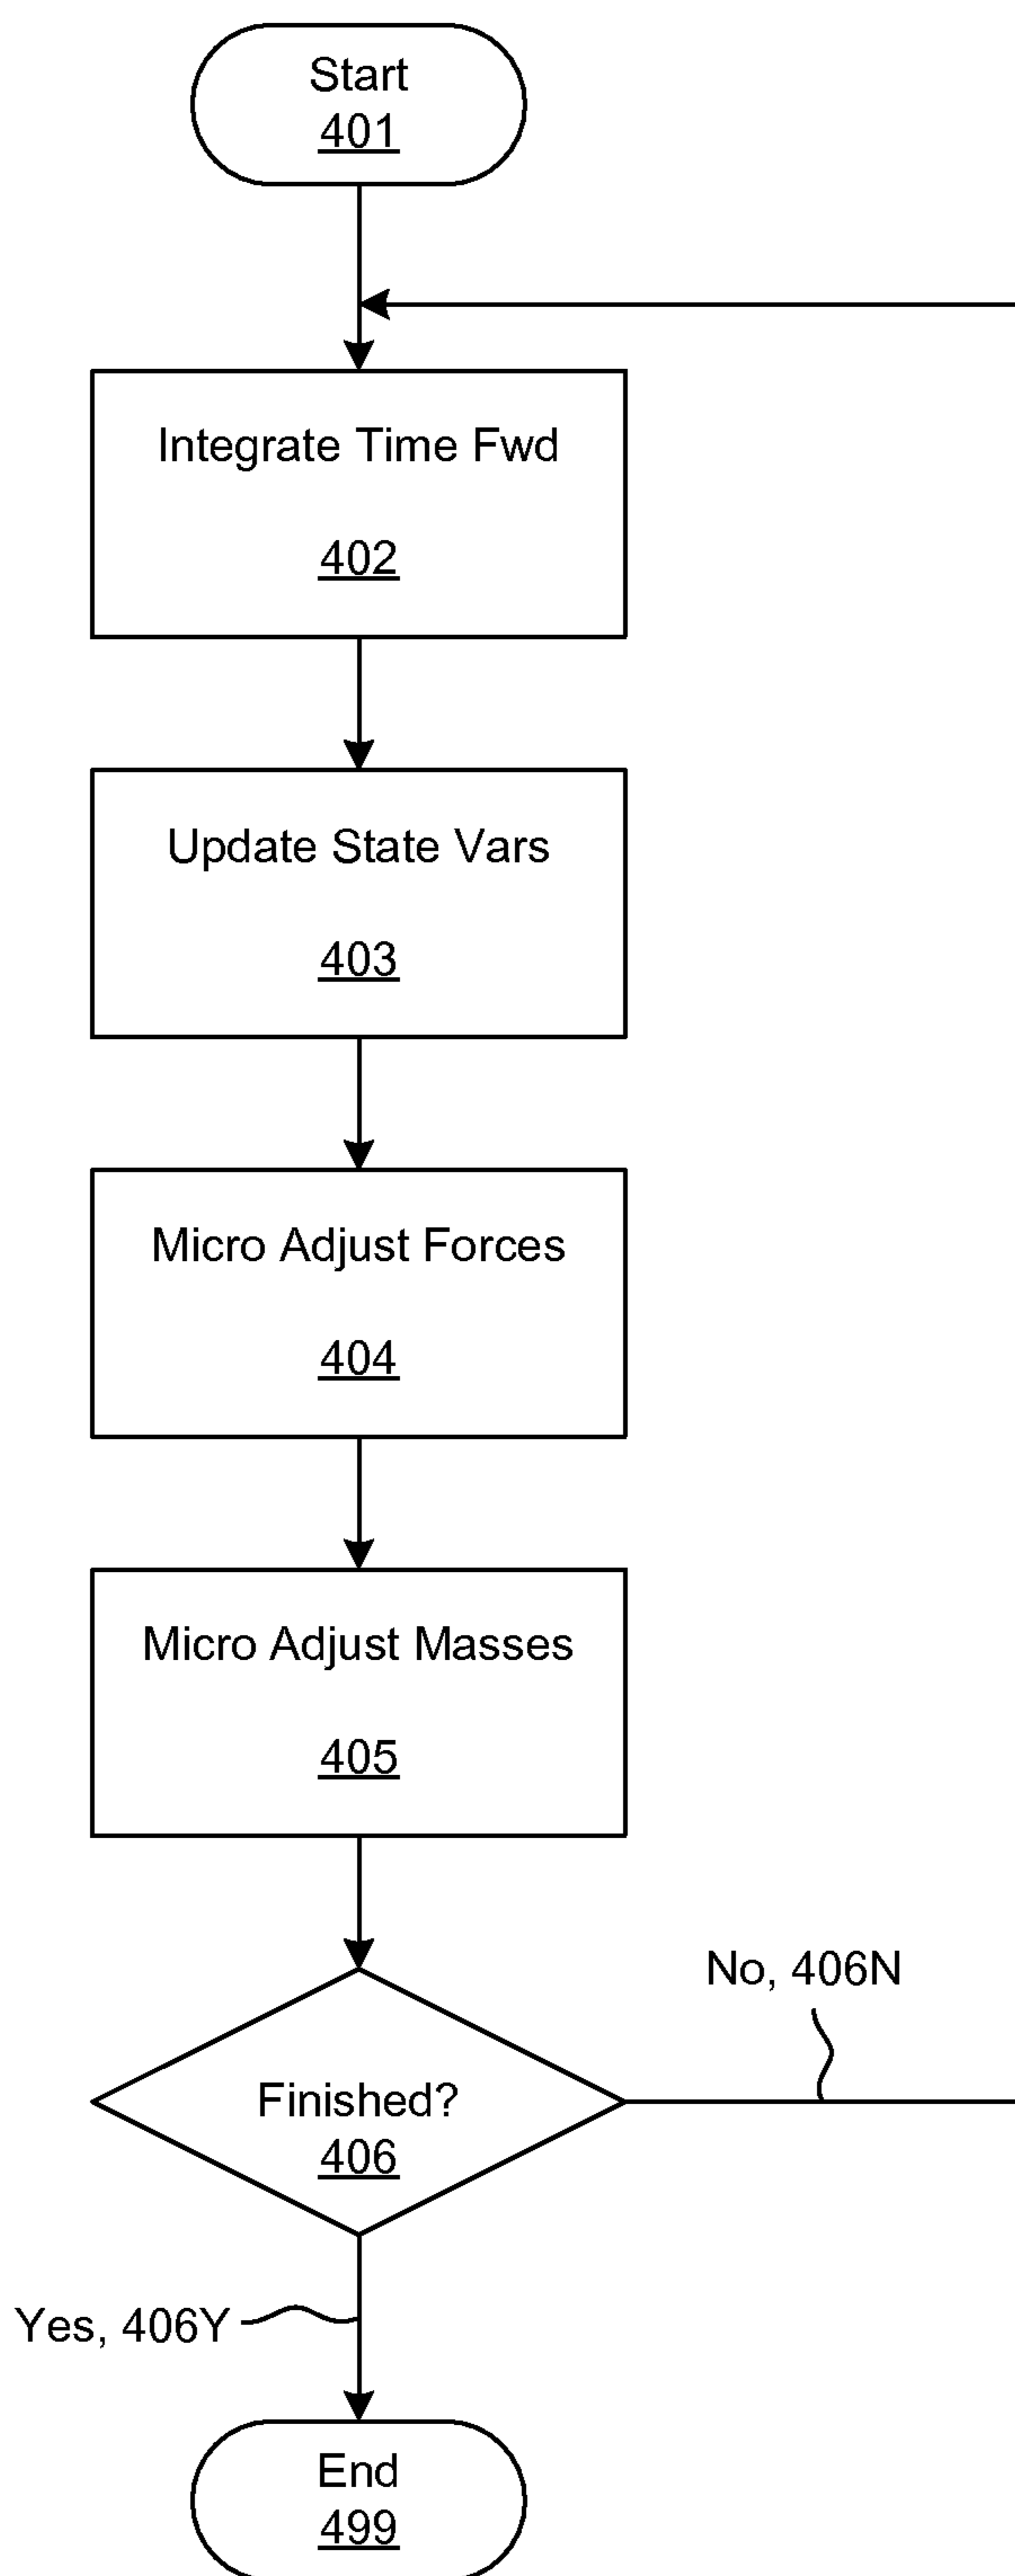 Start
401
Integrate Time Fwd
402
Update State Vars
403
Micro Adjust Forces
404
Micro Adjust Masses
405
No, 406N
Finished?
406
Yes, 406Y
End
499